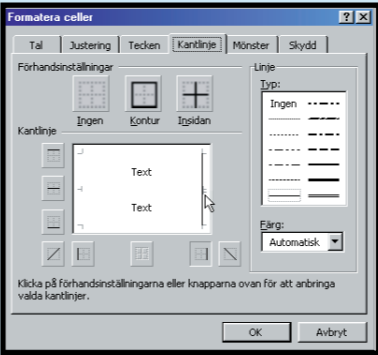 Formatera celler
Tal Justering Tecken Kantlinje Mönster Skydd
Förhandsinställningar
Ingen Kontur Insidan
Linje
Typ:
Ingen
Kantlinje
Text
Text
Färg:
Automatisk
Klicka på förhandsinställningarna eller knapparna ovan för att anbringa
valda kantlinjer.
OK Avbryt